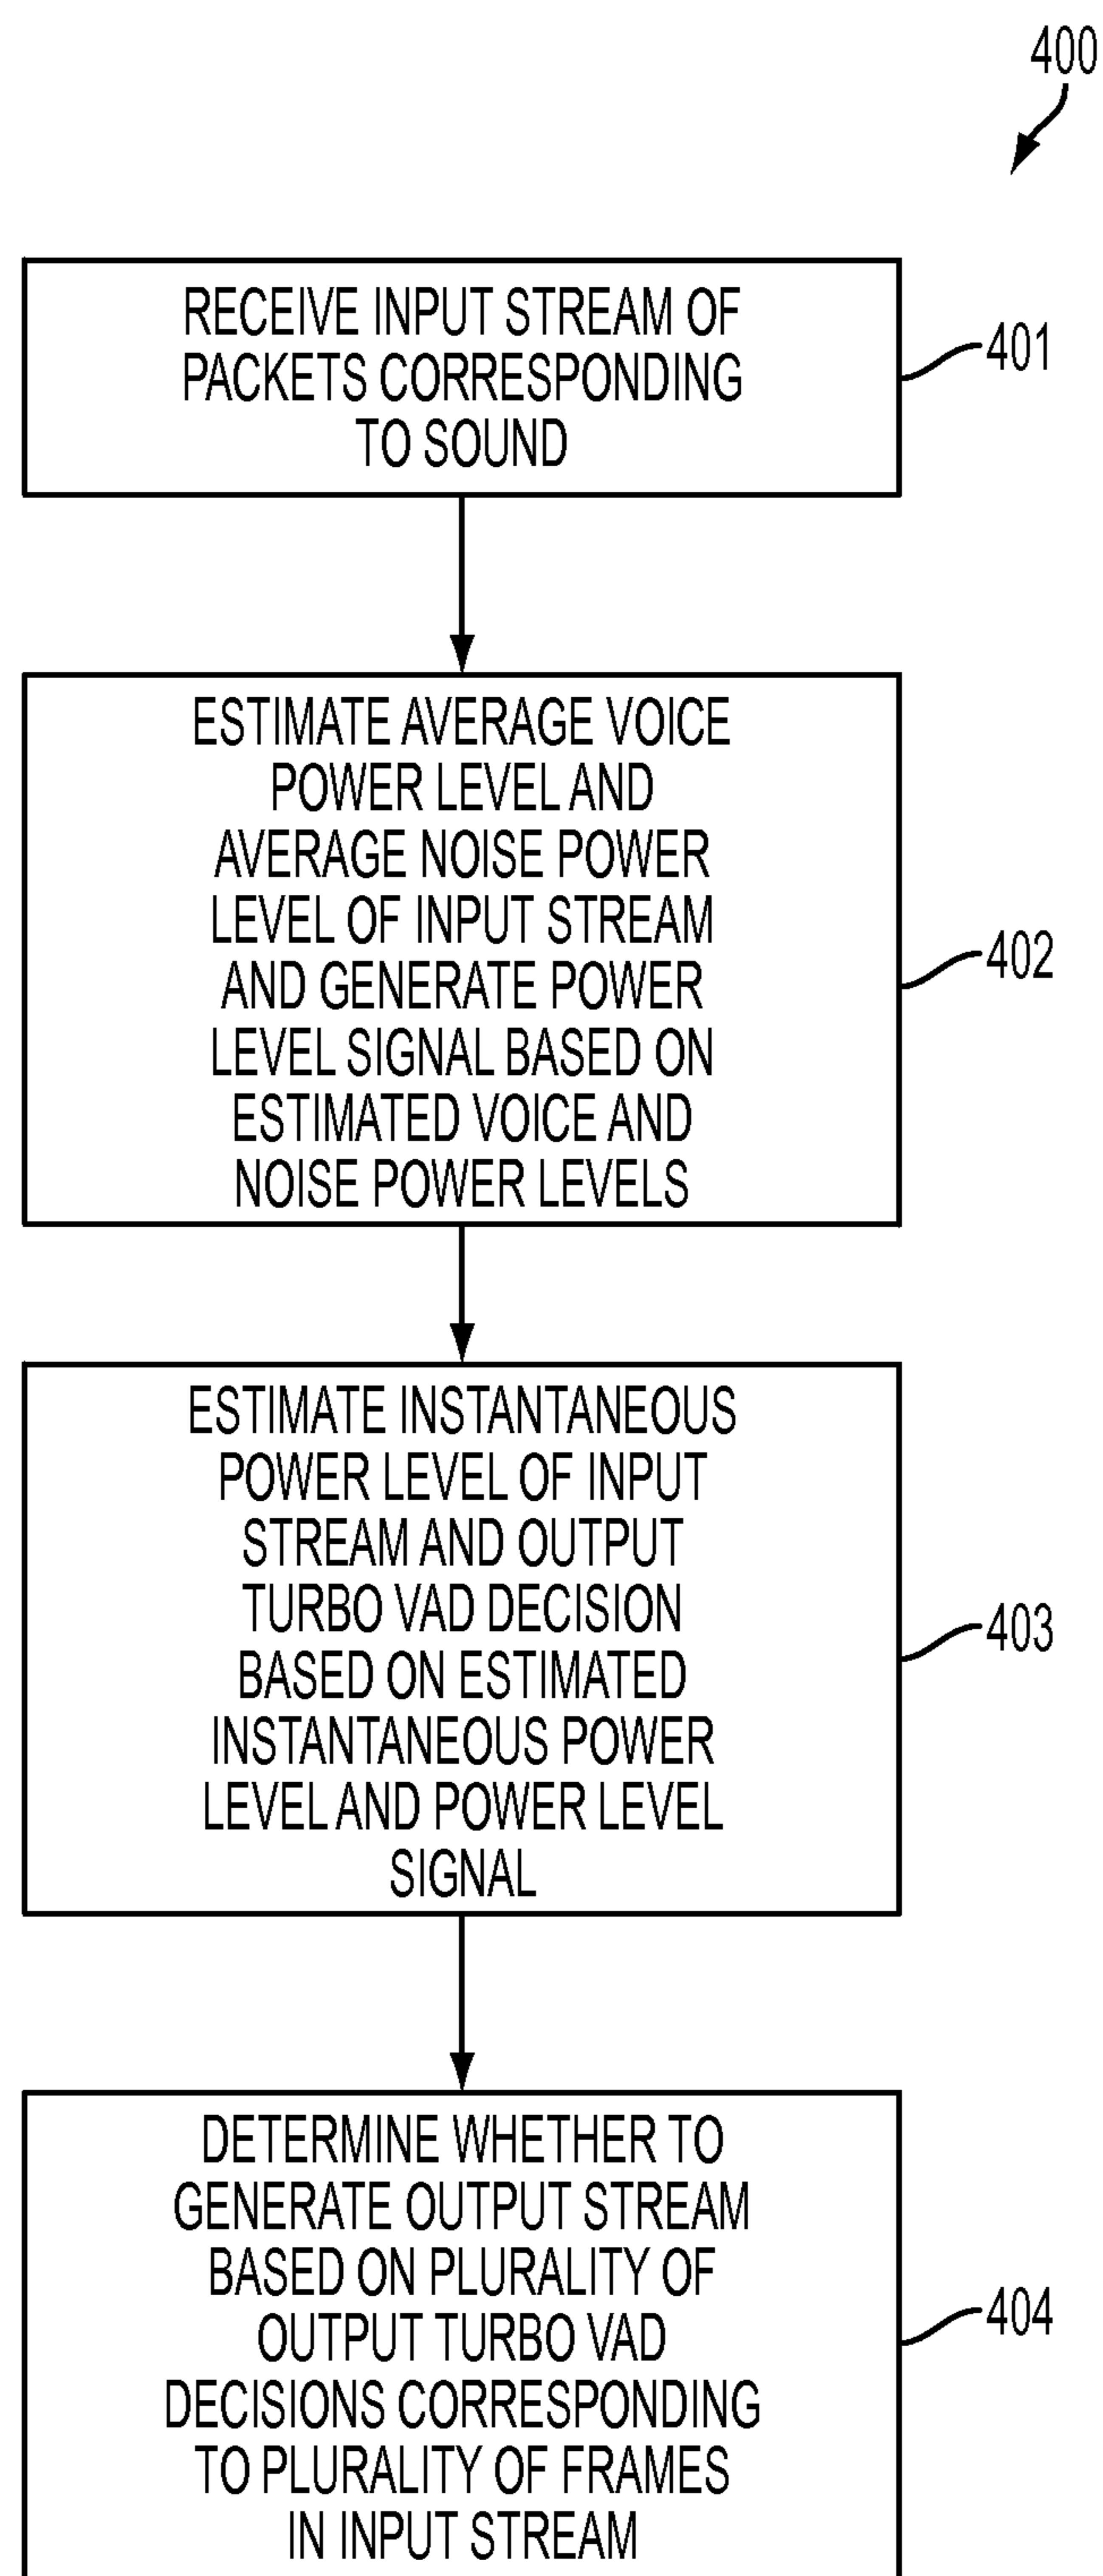 400
RECEIVE INPUT STREAM OF
PACKETS CORRESPONDING
TO SOUND
401
ESTIMATE AVERAGE VOICE
POWER LEVEL AND
AVERAGE NOISE POWER
LEVEL OF INPUT STREAM
AND GENERATE POWER
LEVEL SIGNAL BASED ON
ESTIMATED VOICE AND
NOISE POWER LEVELS
402
ESTIMATE INSTANTANEOUS
POWER LEVEL OF INPUT
STREAM AND OUTPUT
TURBO VAD DECISION
BASED ON ESTIMATED
INSTANTANEOUS POWER
LEVEL AND POWER LEVEL
SIGNAL
403
DETERMINE WHETHER TO
GENERATE OUTPUT STREAM
BASED ON PLURALITY OF
OUTPUT TURBO VAD
DECISIONS CORRESPONDING
TO PLURALITY OF FRAMES
IN INPUT STREAM
404